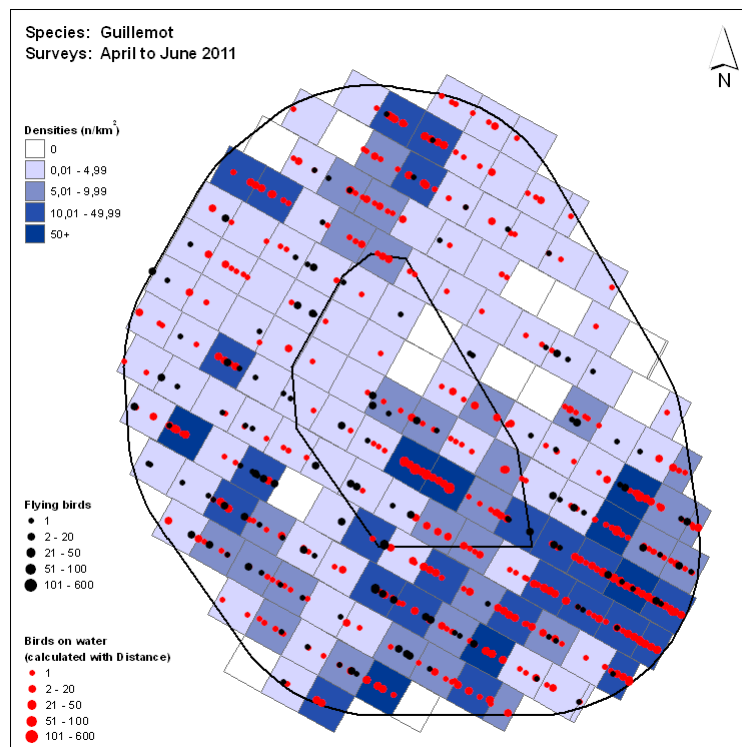 Species: Guillemot
Surveys: April to June 2011
N
Densities (n/km²)
0
0,01 - 4,99
5,01 - 9,99
10,01 - 49,99
50+
Flying birds
1
2 - 20
21 - 50
51 - 100
101 - 600
Birds on water
(calculated with Distance)
1
2 - 20
21 - 50
51 - 100
101 - 600